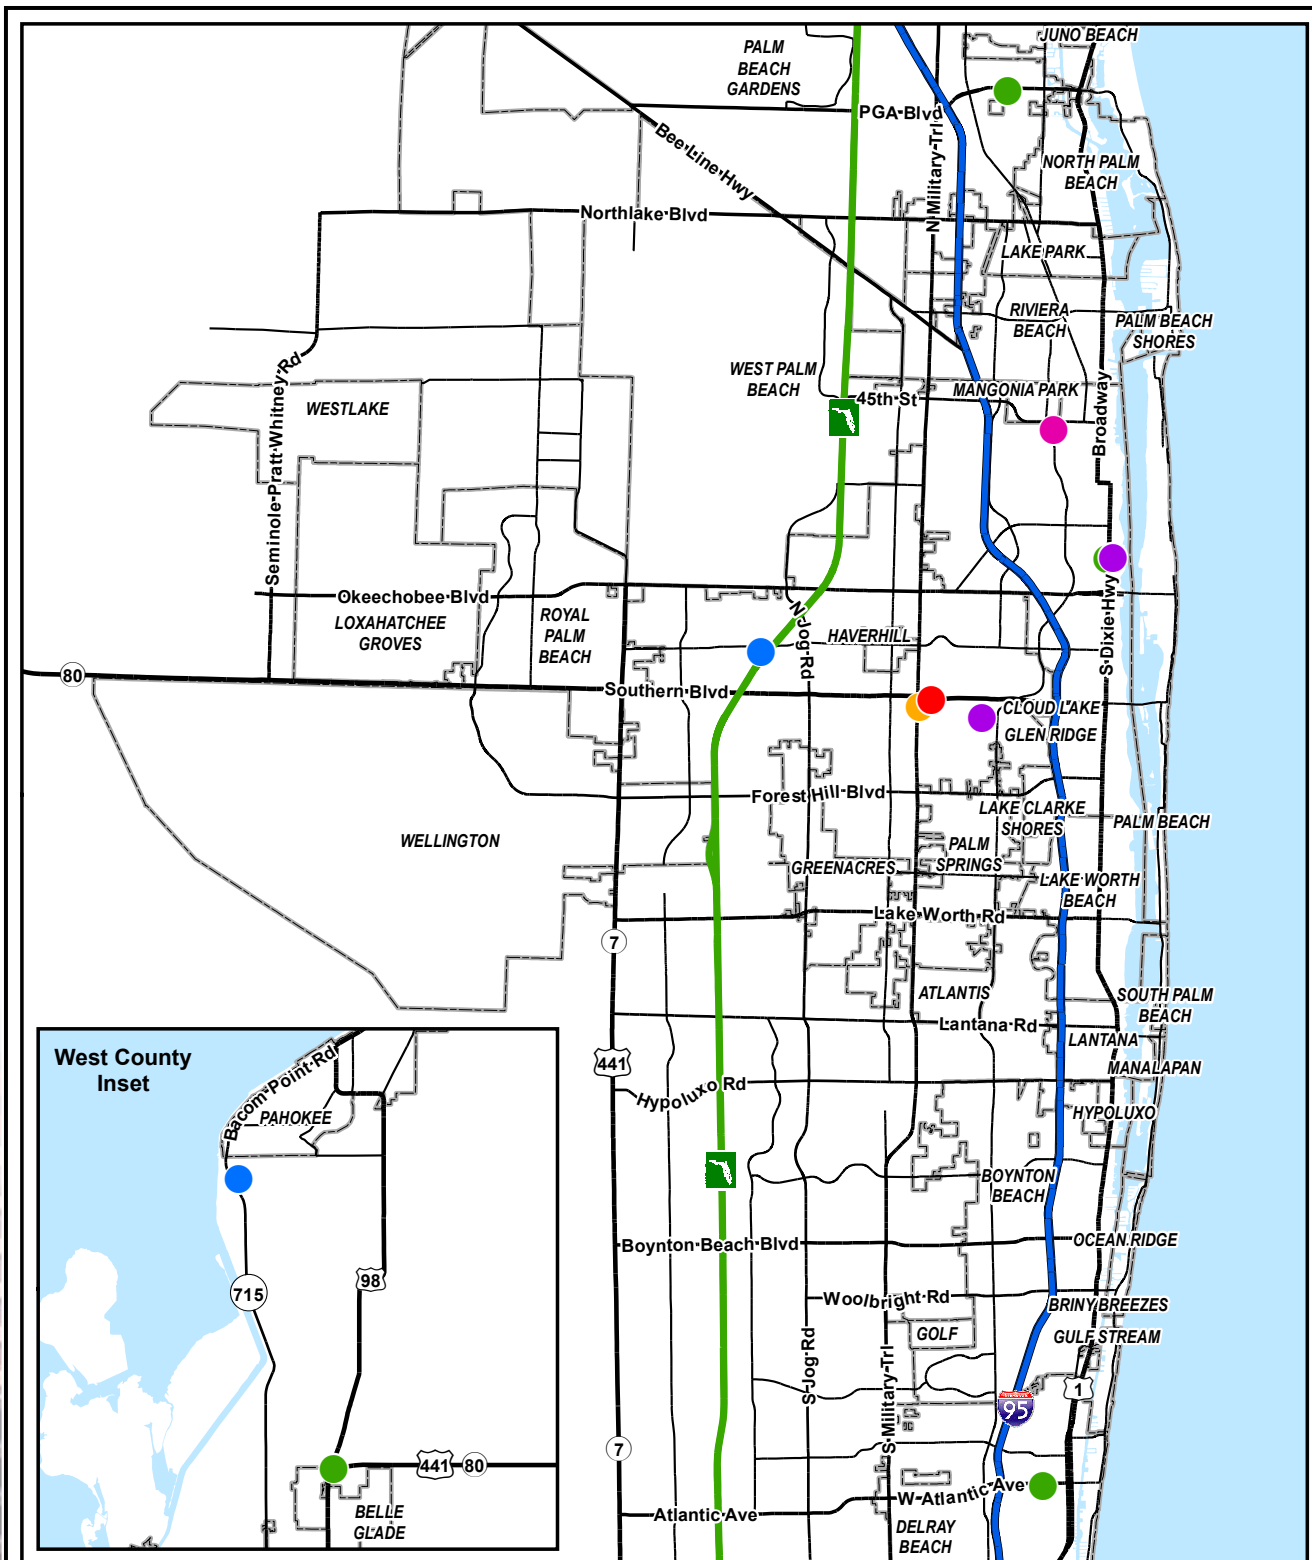 JUNO BEACH
PALM
BEACH
GARDENS
PGA Blvd
N Military Trl
Bee Line Hwy
NORTH PALM
BEACH
Northlake Blvd
LAKE PARK
RIVIERA
BEACH
PALM BEACH
SHORES
Seminole Pratt Whitney Rd
WEST PALM
BEACH
MANGONIA PARK
45th St
WESTLAKE
Broadway
Okeechobee Blvd
LOXAHATCHEE
GROVES
ROYAL
PALM
BEACH
N Jog Rd
HAVERHILL
S Dixie Hwy
80
Southern Blvd
CLOUD LAKE
GLEN RIDGE
Forest Hill Blvd
LAKE CLARKE
SHORES
PALM BEACH
WELLINGTON
PALM
SPRINGS
GREENACRES
LAKE WORTH
BEACH
Lake Worth Rd
7
ATLANTIS
SOUTH PALM
BEACH
Lantana Rd
LANTANA
441
MANALAPAN
Hypoluxo Rd
HYPOLUXO
BOYNTON
BEACH
Boynton Beach Blvd
OCEAN RIDGE
Woolbright Rd
BRINY BREEZES
GOLF
GULF STREAM
S Jog Rd
S Military Trl
1
95
7
W Atlantic Ave
Atlantic Ave
DELRAY
BEACH
West County
Inset
Bacom Point Rd
PAHOKEE
715
98
441
80
BELLE
GLADE